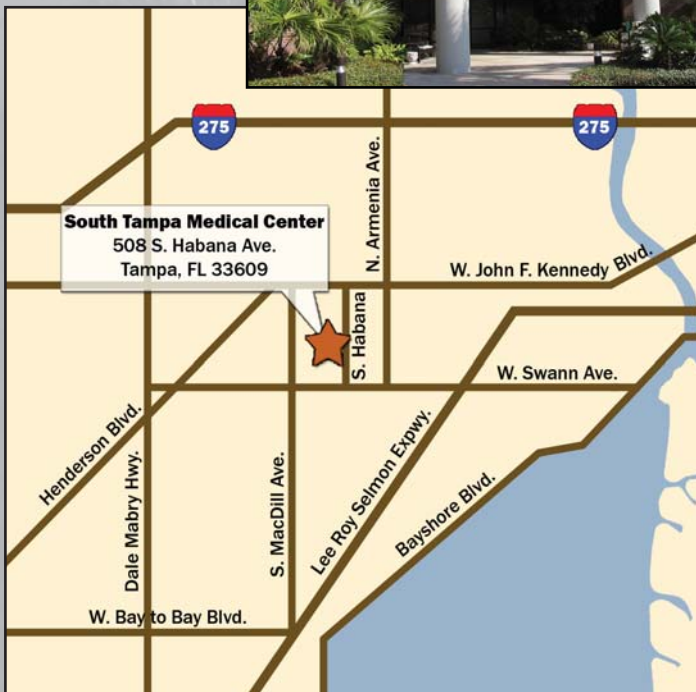 275
275
N. Armenia Ave.
South Tampa Medical Center
508 S. Habana Ave.
Tampa, FL 33609
W. John F. Kennedy Blvd.
S. Habana
W. Swann Ave.
Henderson Blvd.
Dale Mabry Hwy.
S. MacDill Ave.
Lee Roy Selmon Expwy.
Bayshore Blvd.
W. Bay to Bay Blvd.